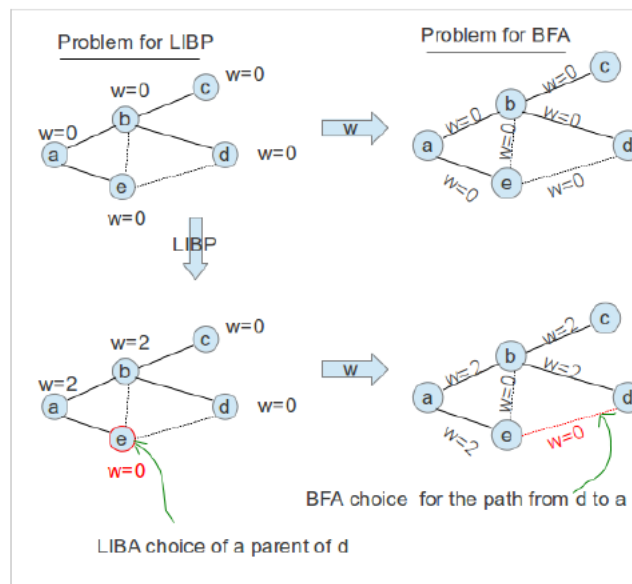 Problem for LIBP
Problem for BFA
w=0
w=0
c
b
w=0
a
d
w=0
e
w=0
w
c
w=0
b
w=0
w=0
a
w=0
d
e
w=0
w=0
LIBP
w=0
w=2
c
b
w=2
a
d
w=0
e
w=0
w
c
w=2
b
w=2
w=2
a
w=0
d
e
w=2
w=0
BFA choice for the path from d to a
LIBA choice of a parent of d